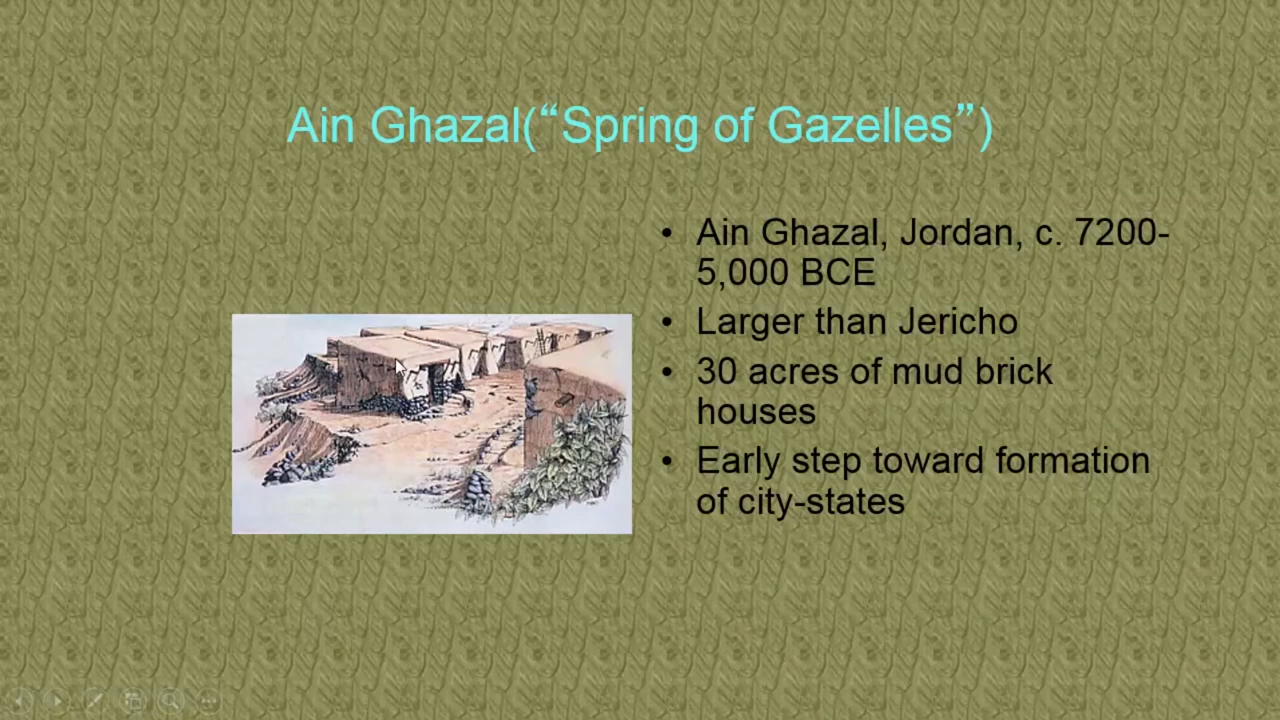 Ain Ghazal(“Spring of Gazelles”)
• Ain Ghazal, Jordan, c. 7200-
5,000 BCE
• Larger than Jericho
• 30 acres of mud brick
houses
• Early step toward formation
of city-states